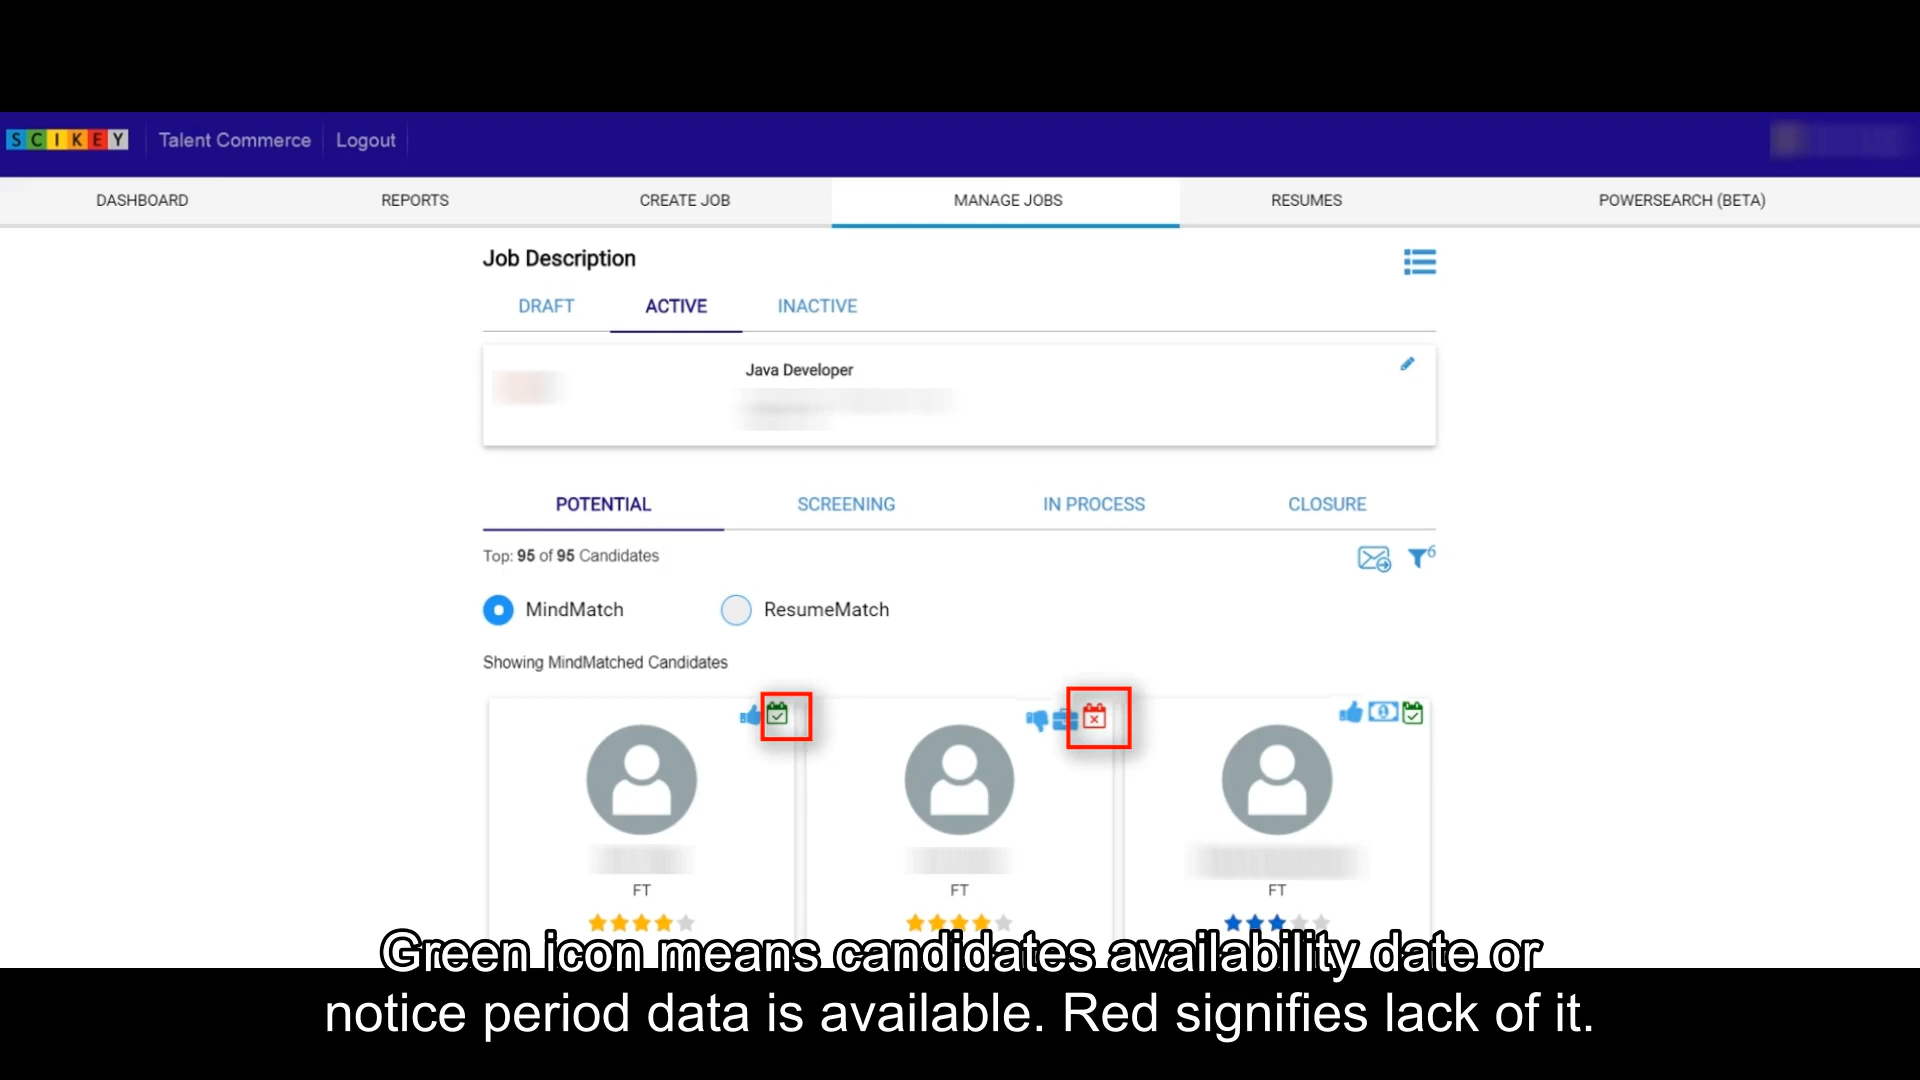 SCIKEY Talent Commerce Logout
DASHBOARD REPORTS CREATE JOB MANAGE JOBS RESUMES POWERSEARCH (BETA)
Job Description
DRAFT ACTIVE INACTIVE
Java Developer
POTENTIAL SCREENING IN PROCESS CLOSURE
Top: 95 of 95 Candidates
6
MindMatch ResumeMatch
Showing MindMatched Candidates
FT FT FT
Green icon means candidates availability date or
notice period data is available. Red signifies lack of it.